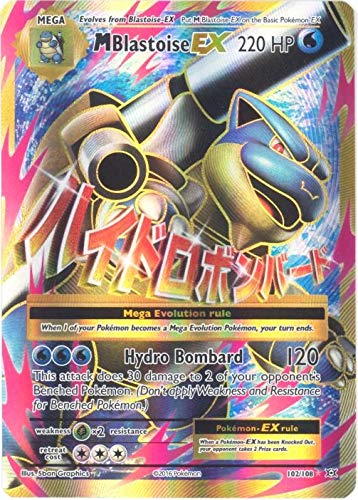 MEGA
Evolves from Blastoise-EX
Put M Blastoise-EX on the Basic Pokémon-EX
M Blastoise EX 220 HP
ハイドロボンバード
Mega Evolution rule
When 1 of your Pokémon becomes a Mega Evolution Pokémon, your turn ends.
Hydro Bombard 120
This attack does 30 damage to 2 of your opponent's
Benched Pokémon. (Don't apply Weakness and Resistance
for Benched Pokémon.)
weakness ×2 resistance
retreat
cost
Pokémon-EX rule
When a Pokémon-EX has been Knocked Out,
your opponent takes 2 Prize cards.
Illus. 5ban Graphics
©2016 Pokémon
102/108